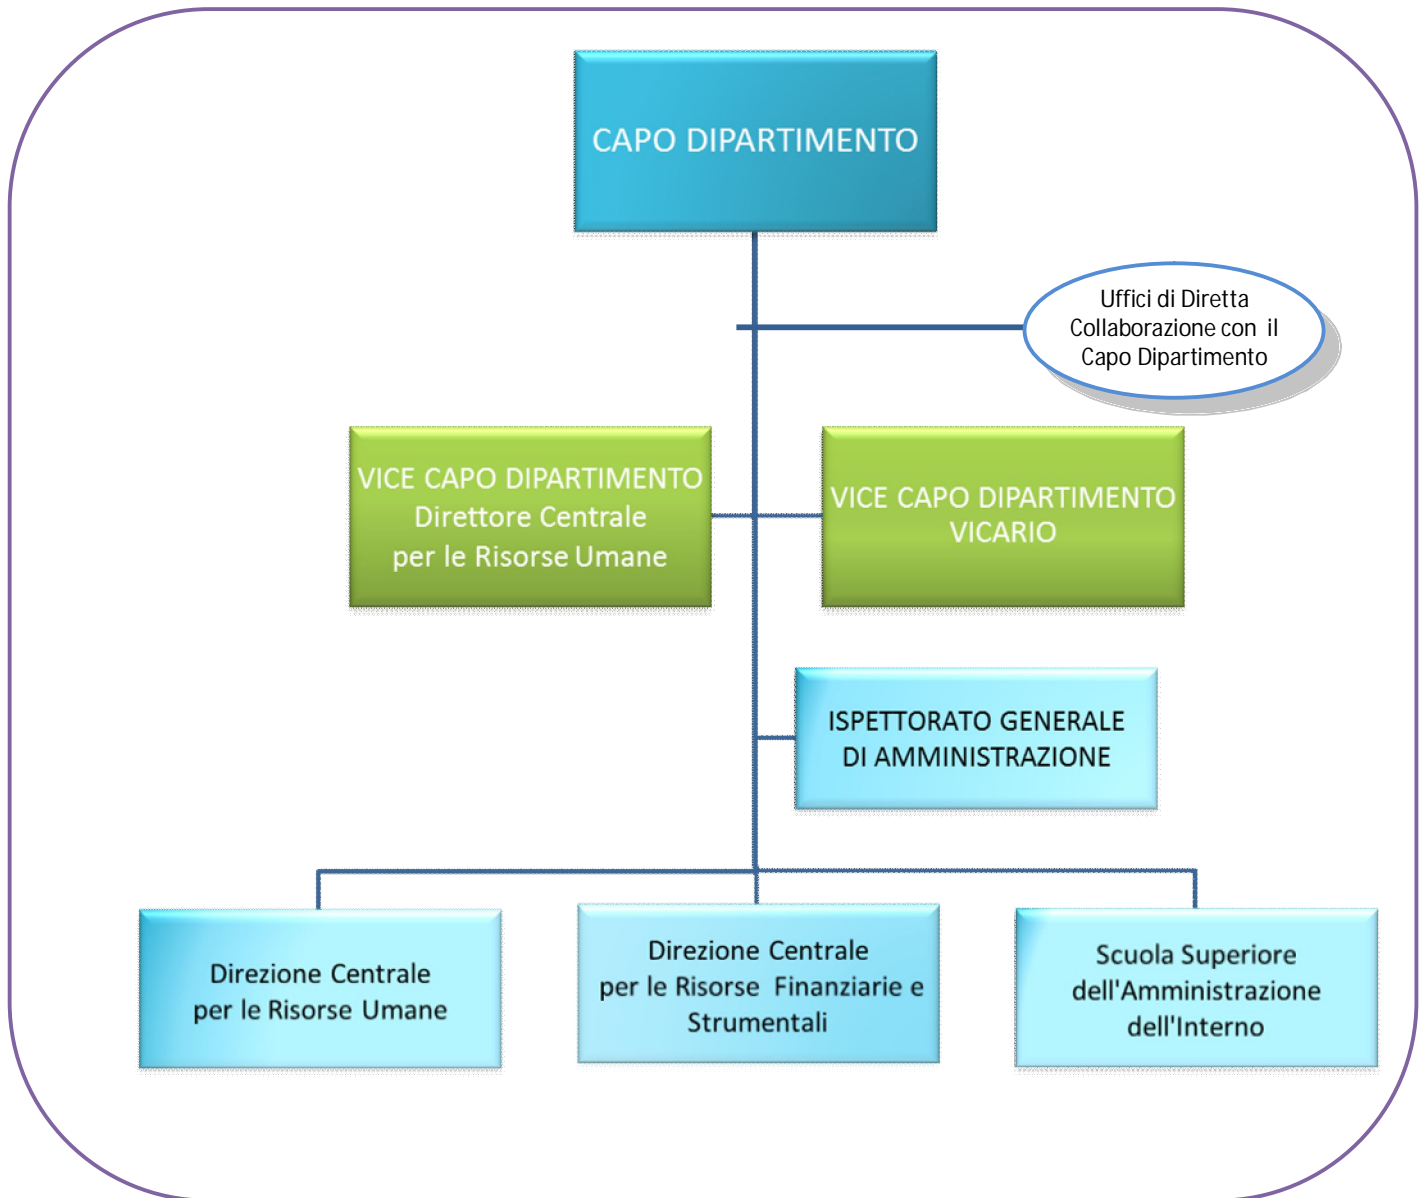 CAPO DIPARTIMENTO
Uffici di Diretta
Collaborazione con il
Capo Dipartimento
VICE CAPO DIPARTIMENTO
Direttore Centrale
per le Risorse Umane
VICE CAPO DIPARTIMENTO
VICARIO
ISPETTORATO GENERALE
DI AMMINISTRAZIONE
Direzione Centrale
per le Risorse Umane
Direzione Centrale
per le Risorse Finanziarie e
Strumentali
Scuola Superiore
dell'Amministrazione
dell'Interno